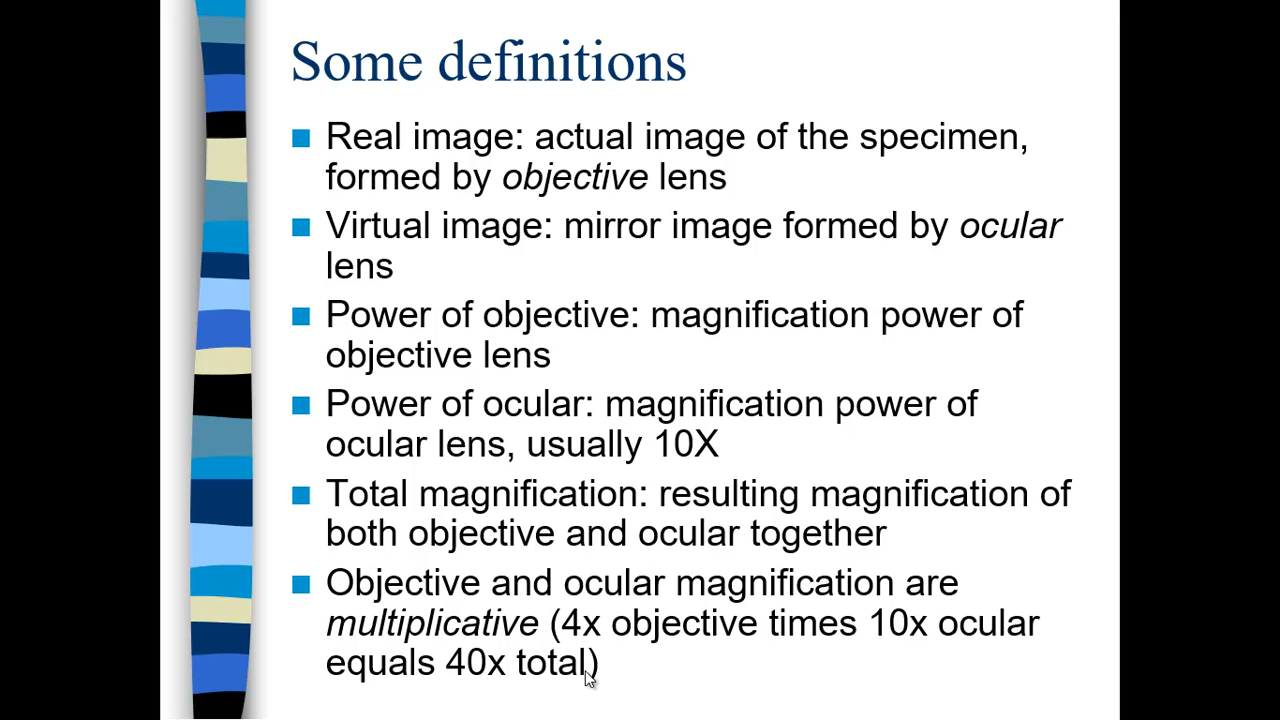 Some definitions
Real image: actual image of the specimen,
formed by objective lens
Virtual image: mirror image formed by ocular
lens
Power of objective: magnification power of
objective lens
Power of ocular: magnification power of
ocular lens, usually 10X
Total magnification: resulting magnification of
both objective and ocular together
Objective and ocular magnification are
multiplicative (4x objective times 10x ocular
equals 40x total)